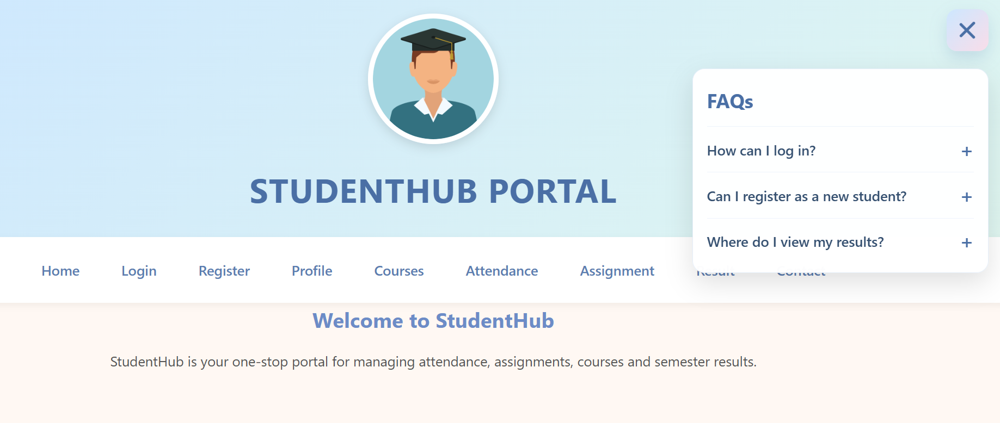 STUDENTHUB PORTAL
FAQs
How can I log in?
+
Can I register as a new student?
+
Where do I view my results?
+
Home Login Register Profile Courses Attendance Assignment Result Contact
Welcome to StudentHub
StudentHub is your one-stop portal for managing attendance, assignments, courses and semester results.